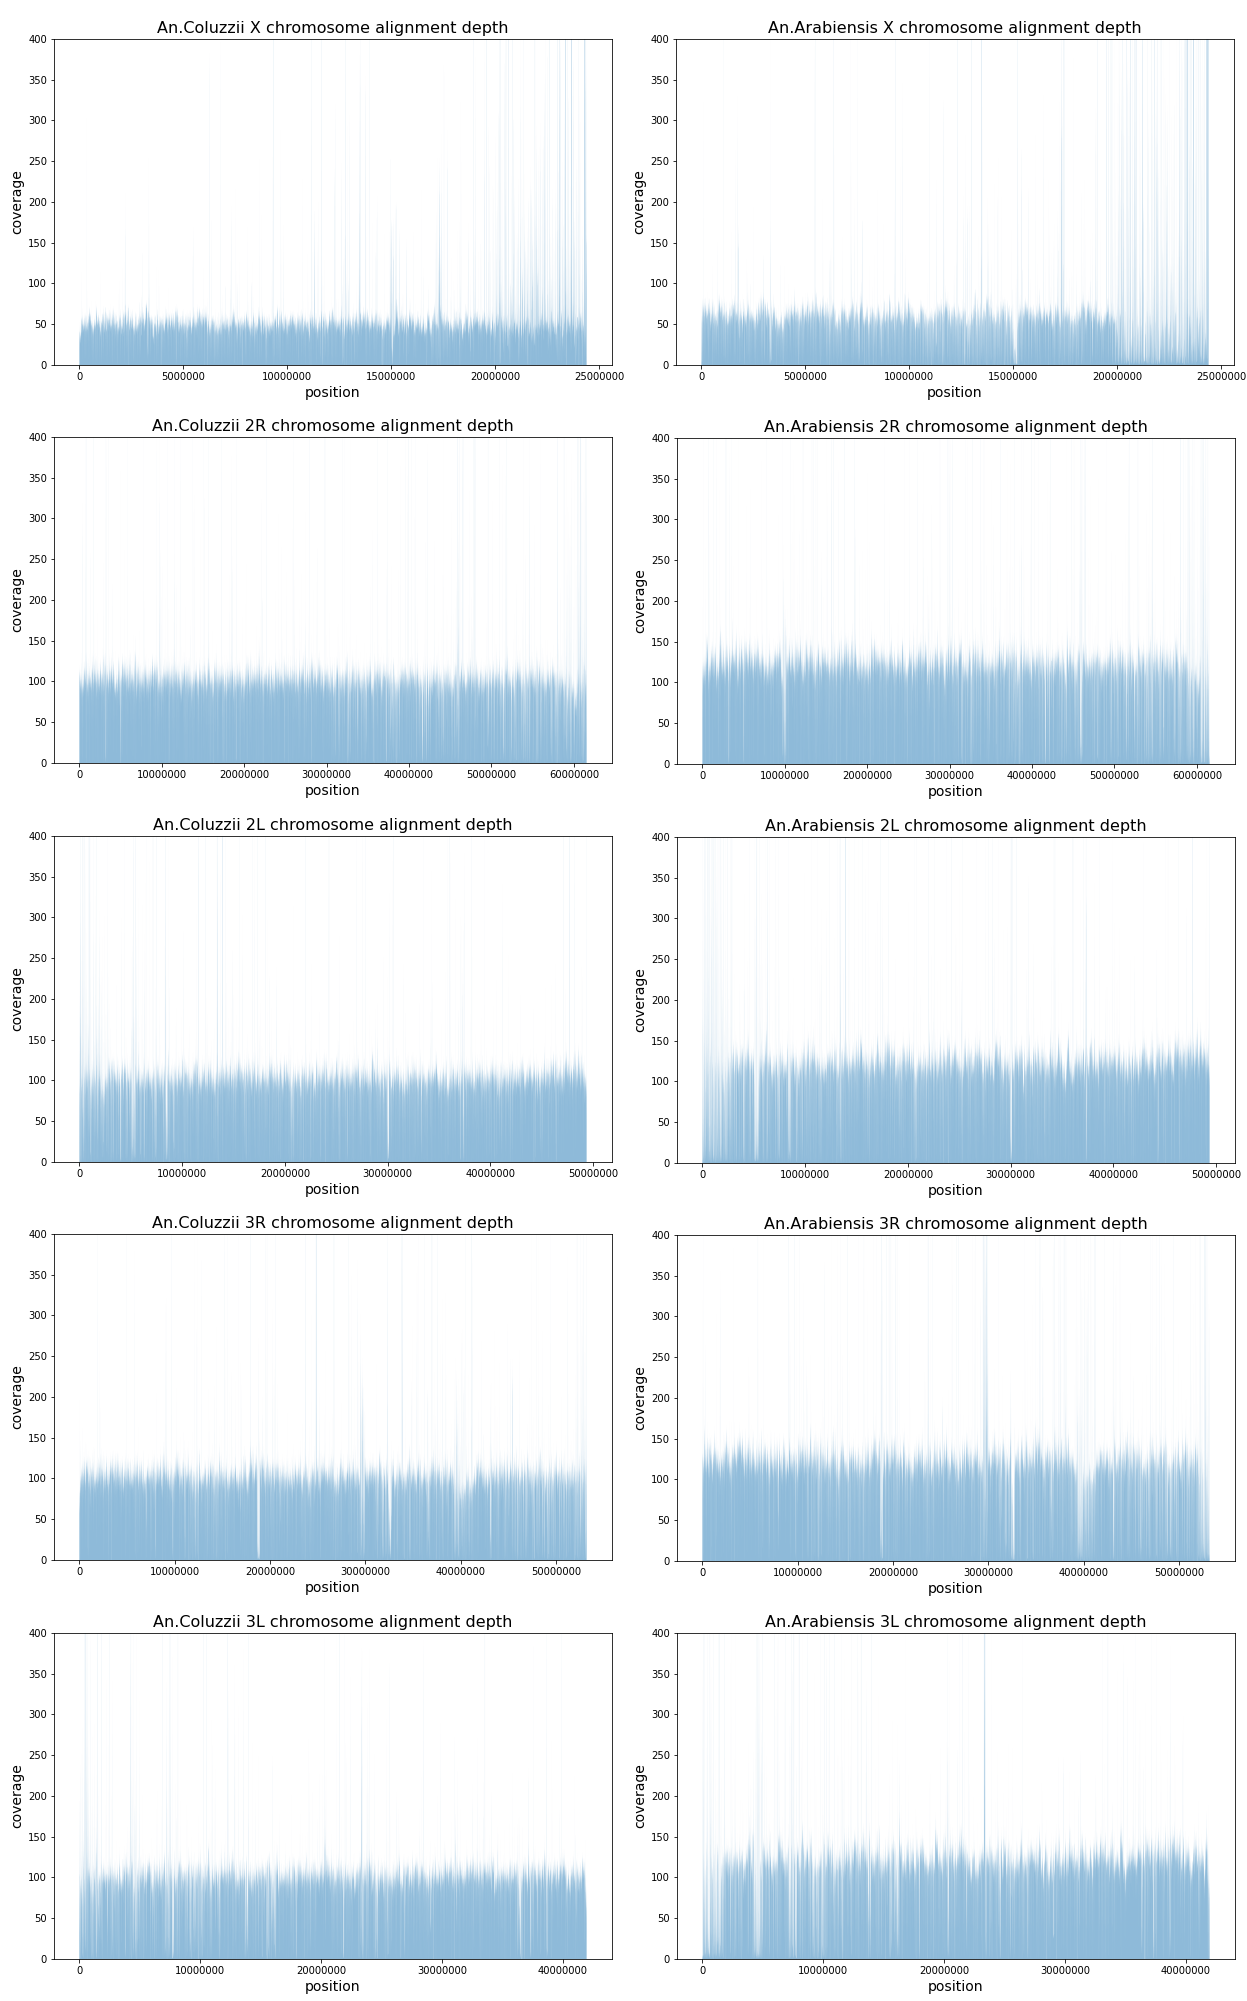 An.Coluzzii X chromosome alignment depth
400
350
300
250
200
150
100
50
0
coverage
0 5000000 10000000 15000000 20000000 25000000
position
An.Arabiensis X chromosome alignment depth
400
350
300
250
200
150
100
50
0
coverage
0 5000000 10000000 15000000 20000000 25000000
position
An.Coluzzii 2R chromosome alignment depth
400
350
300
250
200
150
100
50
0
coverage
0 10000000 20000000 30000000 40000000 50000000 60000000
position
An.Arabiensis 2R chromosome alignment depth
400
350
300
250
200
150
100
50
0
coverage
0 10000000 20000000 30000000 40000000 50000000 60000000
position
An.Coluzzii 2L chromosome alignment depth
400
350
300
250
200
150
100
50
0
coverage
0 10000000 20000000 30000000 40000000 50000000
position
An.Arabiensis 2L chromosome alignment depth
400
350
300
250
200
150
100
50
0
coverage
0 10000000 20000000 30000000 40000000 50000000
position
An.Coluzzii 3R chromosome alignment depth
400
350
300
250
200
150
100
50
0
coverage
0 10000000 20000000 30000000 40000000 50000000
position
An.Arabiensis 3R chromosome alignment depth
400
350
300
250
200
150
100
50
0
coverage
0 10000000 20000000 30000000 40000000 50000000
position
An.Coluzzii 3L chromosome alignment depth
400
350
300
250
200
150
100
50
0
coverage
0 10000000 20000000 30000000 40000000
position
An.Arabiensis 3L chromosome alignment depth
400
350
300
250
200
150
100
50
0
coverage
0 10000000 20000000 30000000 40000000
position